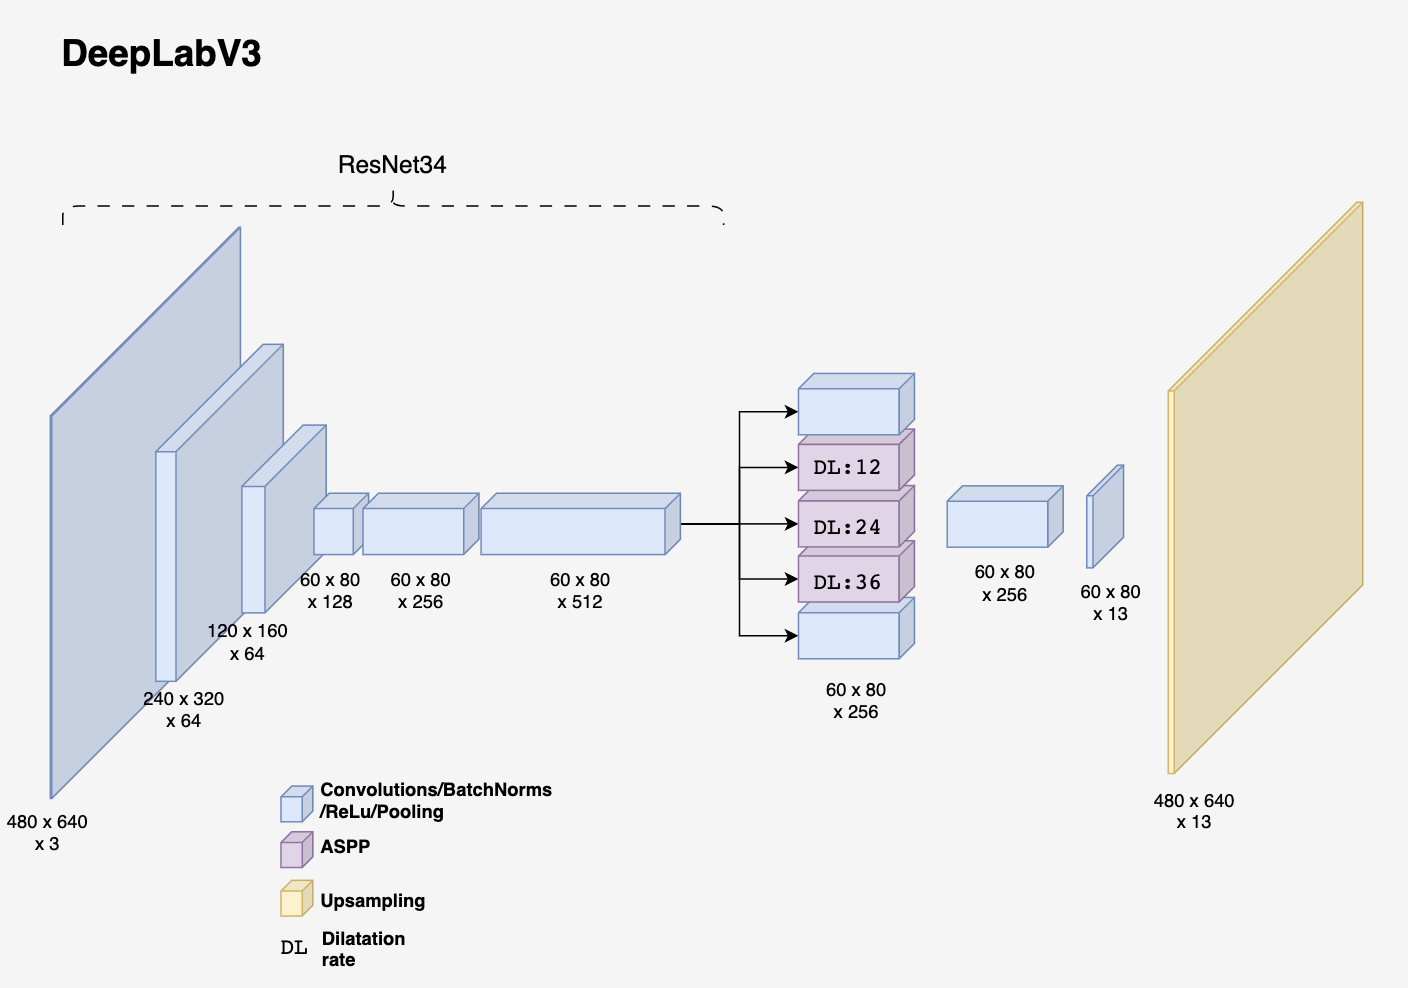 DeepLabV3
ResNet34
DL:12
DL:24
DL:36
60 x 80
x 128
60 x 80
x 256
60 x 80
x 512
60 x 80
x 256
60 x 80
x 13
120 x 160
x 64
240 x 320
x 64
60 x 80
x 256
480 x 640
x 3
480 x 640
x 13
Convolutions/BatchNorms
/ReLu/Pooling
ASPP
Upsampling
DL
Dilatation
rate